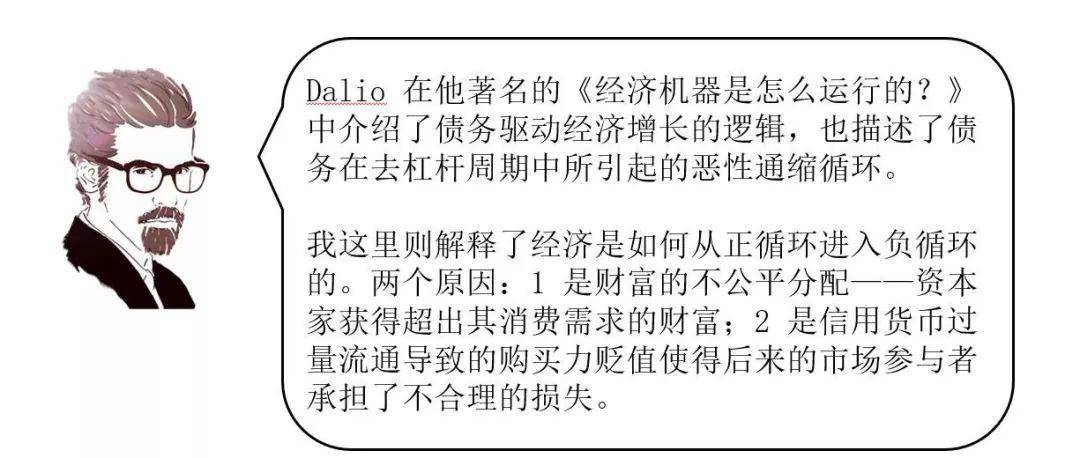 Dalio 在他著名的《经济机器是怎么运行的？》
中介绍了债务驱动经济增长的逻辑，也描述了债
务在去杠杆周期中所引起的恶性通缩循环。
我这里则解释了经济是如何从正循环进入负循环
的。两个原因：1 是财富的不公平分配——资本
家获得超出其消费需求的财富；2 是信用货币过
量流通导致的购买力贬值使得后来的市场参与者
承担了不合理的损失。